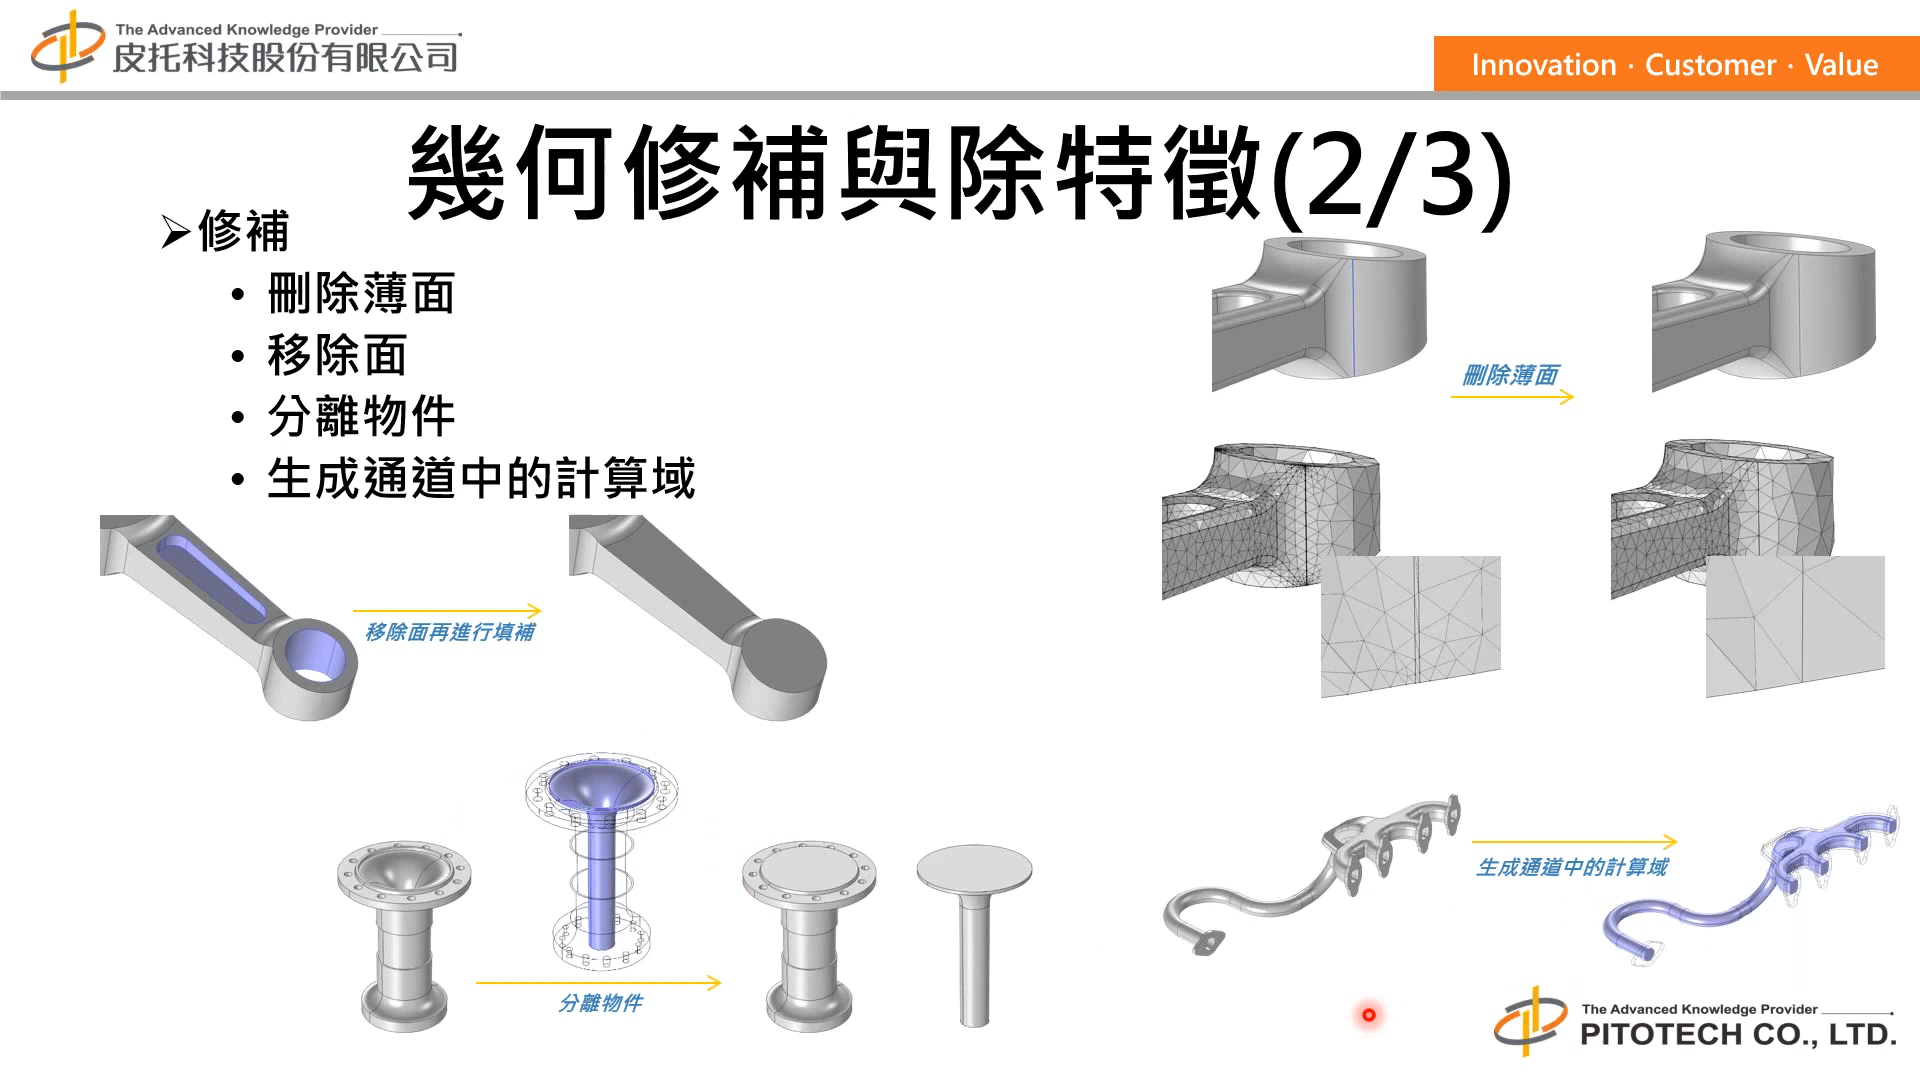 The Advanced Knowledge Provider
皮托科技股份有限公司
Innovation · Customer · Value
幾何修補與除特徵(2/3)
➢修補
• 刪除薄面
• 移除面
• 分離物件
• 生成通道中的計算域
刪除薄面
移除面再進行填補
生成通道中的計算域
分離物件
The Advanced Knowledge Provider
PITOTECH CO., LTD.